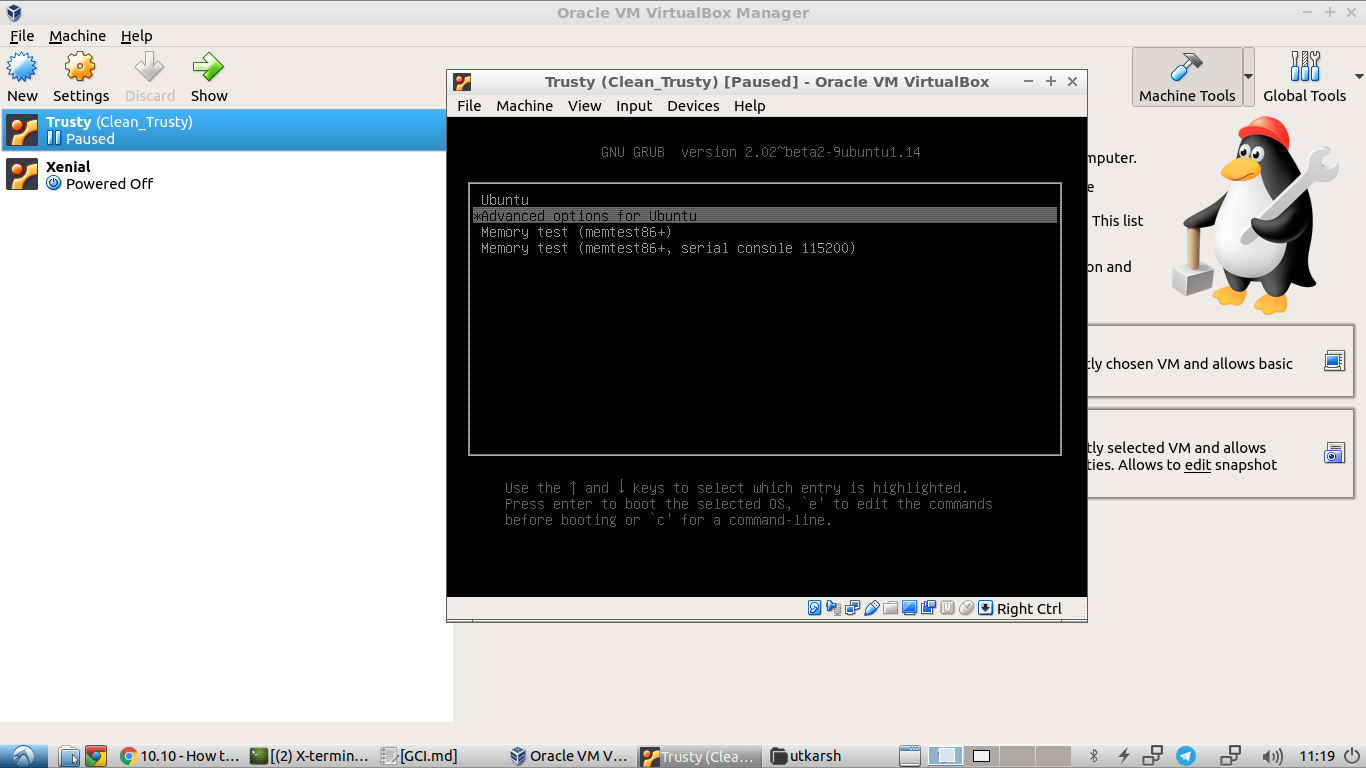 Oracle VM VirtualBox Manager
File Machine Help
New Settings Discard Show
Machine Tools Global Tools
Trusty (Clean_Trusty)
Paused
Xenial
Powered Off
Trusty (Clean_Trusty) [Paused] - Oracle VM VirtualBox
File Machine View Input Devices Help
GNU GRUB version 2.02~beta2-9ubuntu1.14
Ubuntu
*Advanced options for Ubuntu
Memory test (memtest86+)
Memory test (memtest86+, serial console 115200)
Use the ↑ and ↓ keys to select which entry is highlighted.
Press enter to boot the selected OS, `e' to edit the commands
before booting or `c' for a command-line.
Right Ctrl
mputer.
e
This list
on and
tly chosen VM and allows basic
tly selected VM and allows
ties. Allows to edit snapshot
10.10 - How t... [(2) X-termin... [GCI.md] Oracle VM V... Trusty (Clea... utkarsh 11:19